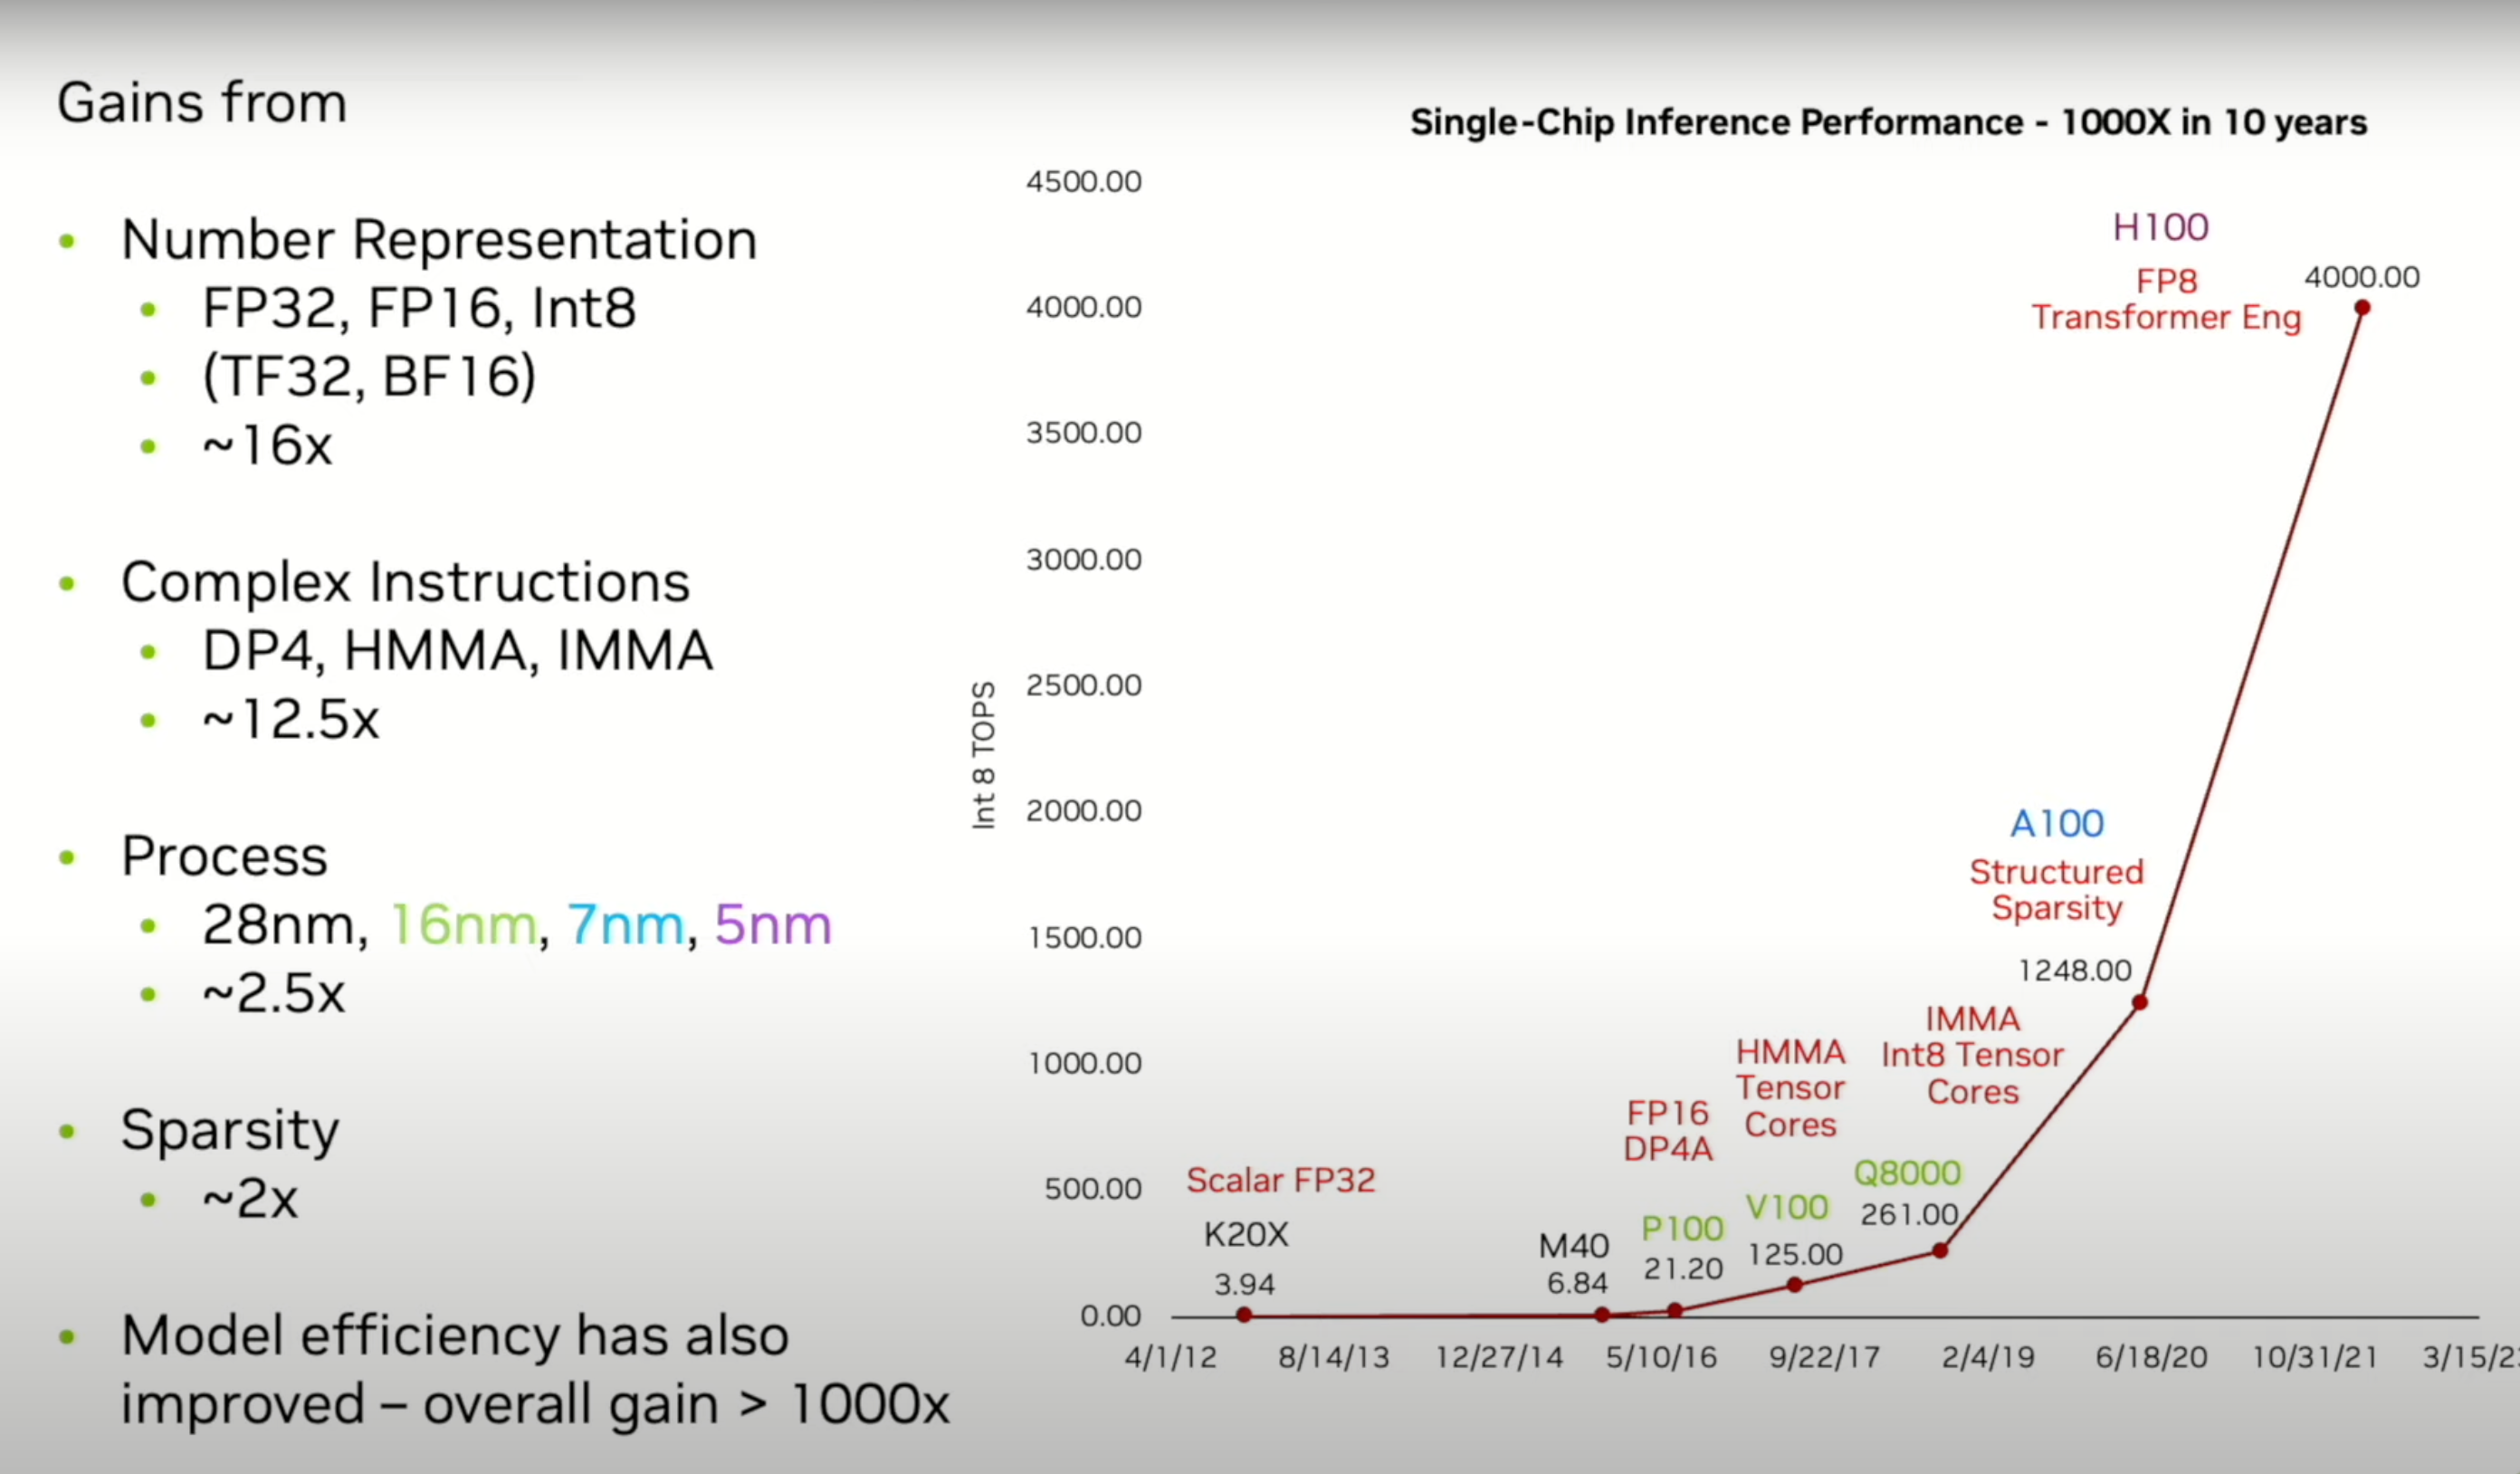 Gains from
Number Representation
FP32, FP16, Int8
(TF32, BF16)
~16x
Complex Instructions
DP4, HMMA, IMMA
~12.5x
Process
28nm, 16nm, 7nm, 5nm
~2.5x
Sparsity
~2x
Model efficiency has also
improved – overall gain > 1000x
Single-Chip Inference Performance - 1000X in 10 years
Int 8 TOPS
4500.00
4000.00
3500.00
3000.00
2500.00
2000.00
1500.00
1000.00
500.00
0.00
4/1/12
8/14/13
12/27/14
5/10/16
9/22/17
2/4/19
6/18/20
10/31/21
Scalar FP32
K20X
3.94
M40
6.84
FP16
DP4A
P100
21.20
HMMA
Tensor
Cores
V100
125.00
IMMA
Int8 Tensor
Cores
Q8000
261.00
A100
Structured
Sparsity
1248.00
H100
FP8
Transformer Eng
4000.00